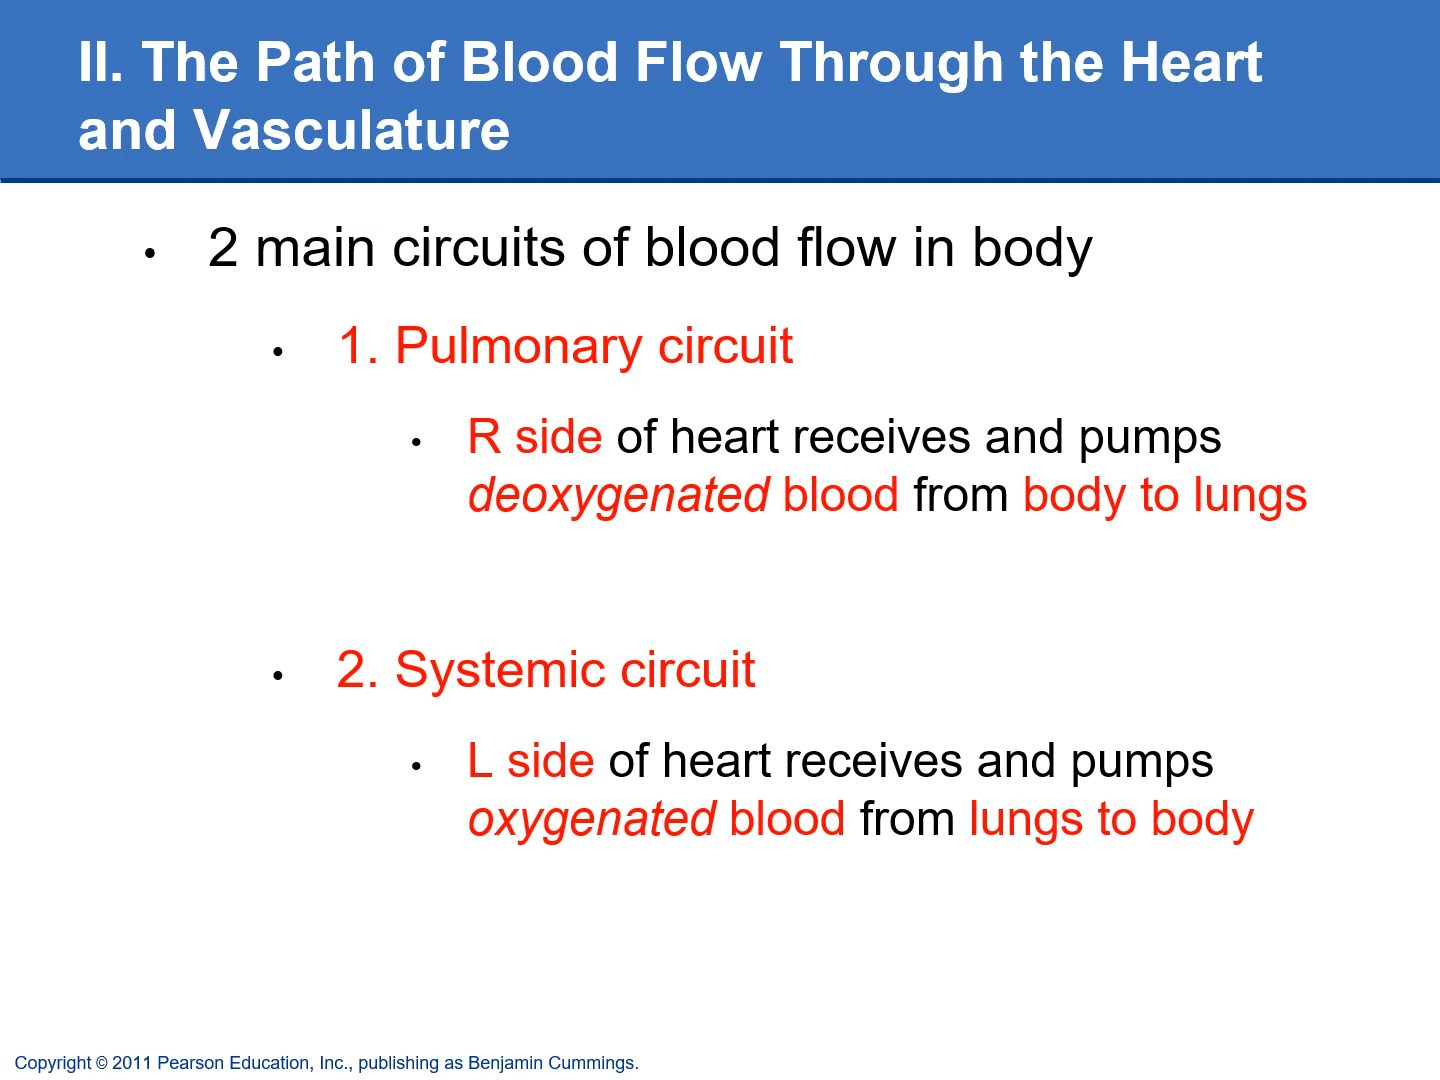 II. The Path of Blood Flow Through the Heart
and Vasculature
• 2 main circuits of blood flow in body
• 1. Pulmonary circuit
• R side of heart receives and pumps
deoxygenated blood from body to lungs
• 2. Systemic circuit
• L side of heart receives and pumps
oxygenated blood from lungs to body
Copyright © 2011 Pearson Education, Inc., publishing as Benjamin Cummings.